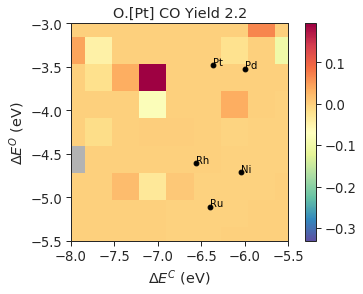 O.[Pt] CO Yield 2.2
−3.0
−3.5
−4.0
−4.5
−5.0
−5.5
ΔE^O (eV)
Pt
Pd
Rh
Ni
Ru
−8.0 −7.5 −7.0 −6.5 −6.0 −5.5
ΔE^C (eV)
0.1
0.0
−0.1
−0.2
−0.3